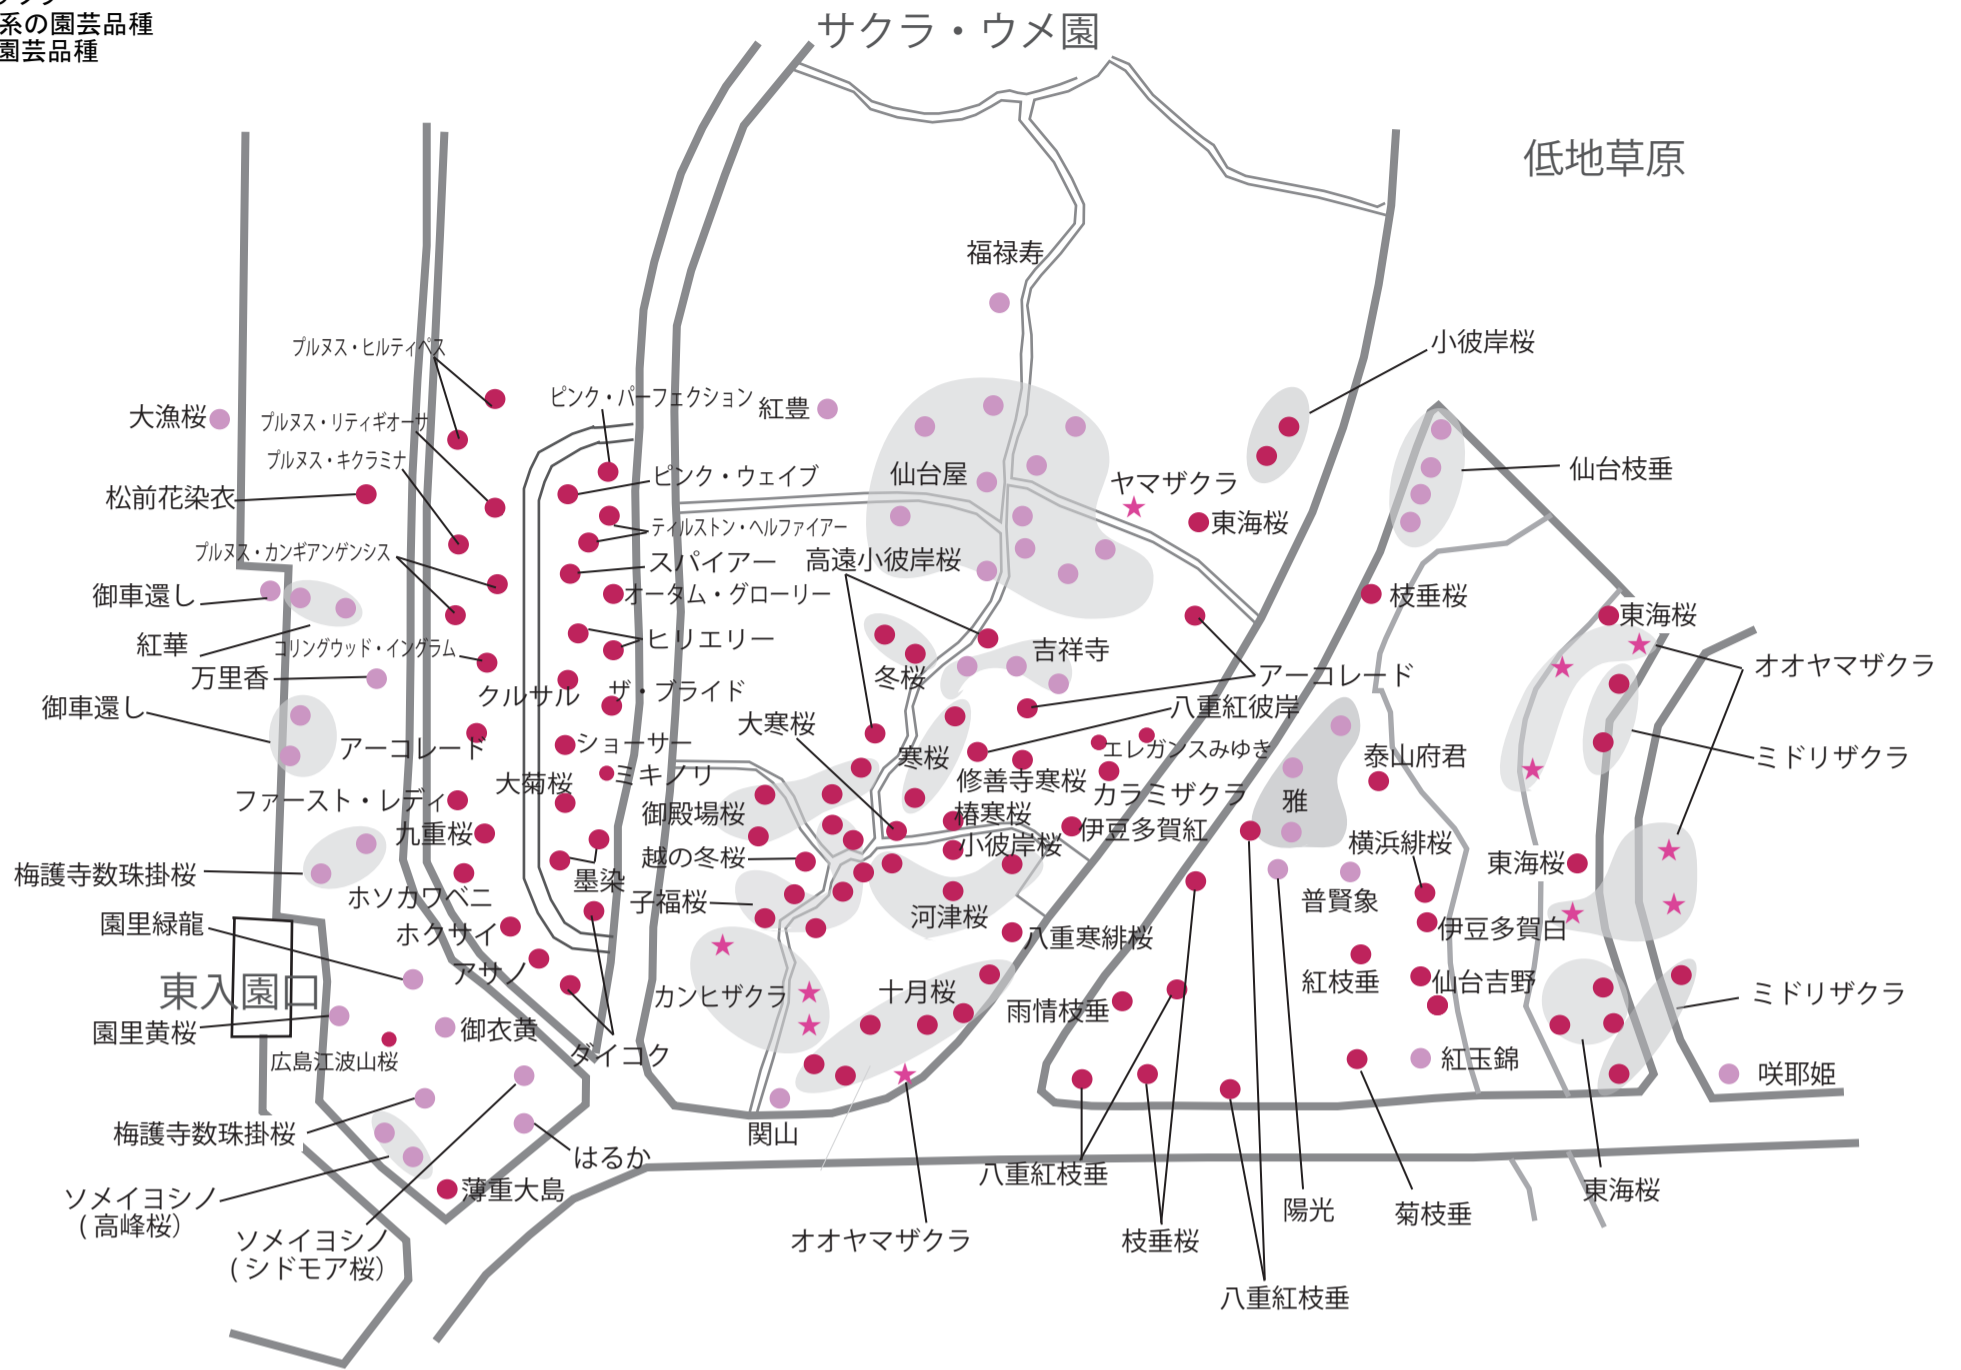 系の園芸品種
園芸品種
サクラ・ウメ園
低地草原
福禄寿
小彼岸桜
プルヌス・ヒルティペス
大漁桜
プルヌス・リティギオーサ
ピンク・パーフェクション
紅豊
プルヌス・キクラミナ
仙台屋
ピンク・ウェイブ
ヤマザクラ
仙台枝垂
松前花染衣
東海桜
ティルストン・ヘルファイアー
プルヌス・カンギアンゲンシス
スパイアー
高遠小彼岸桜
御車還し
オータム・グローリー
枝垂桜
東海桜
紅華
コリングウッド・イングラム
ヒリエリー
吉祥寺
万里香
冬桜
アーコレード
オオヤマザクラ
クルサル
ザ・ブライド
御車還し
八重紅彼岸
大寒桜
アーコレード
ショーサー
寒桜
エレガンスみゆき
泰山府君
ミドリザクラ
大菊桜
ミキノリ
修善寺寒桜
カラミザクラ
雅
ファースト・レディ
御殿場桜
椿寒桜
伊豆多賀紅
九重桜
小彼岸桜
横浜緋桜
越の冬桜
東海桜
梅護寺数珠掛桜
墨染
ホソカワベニ
子福桜
河津桜
普賢象
園里緑龍
ホクサイ
八重寒緋桜
伊豆多賀白
アサノ
東入園口
カンヒザクラ
十月桜
雨情枝垂
紅枝垂
仙台吉野
ミドリザクラ
園里黄桜
御衣黄
広島江波山桜
ダイコク
紅玉錦
咲耶姫
梅護寺数珠掛桜
関山
はるか
八重紅枝垂
薄重大島
ソメイヨシノ
（高峰桜）
東海桜
陽光
菊枝垂
ソメイヨシノ
（シドモア桜）
オオヤマザクラ
枝垂桜
八重紅枝垂